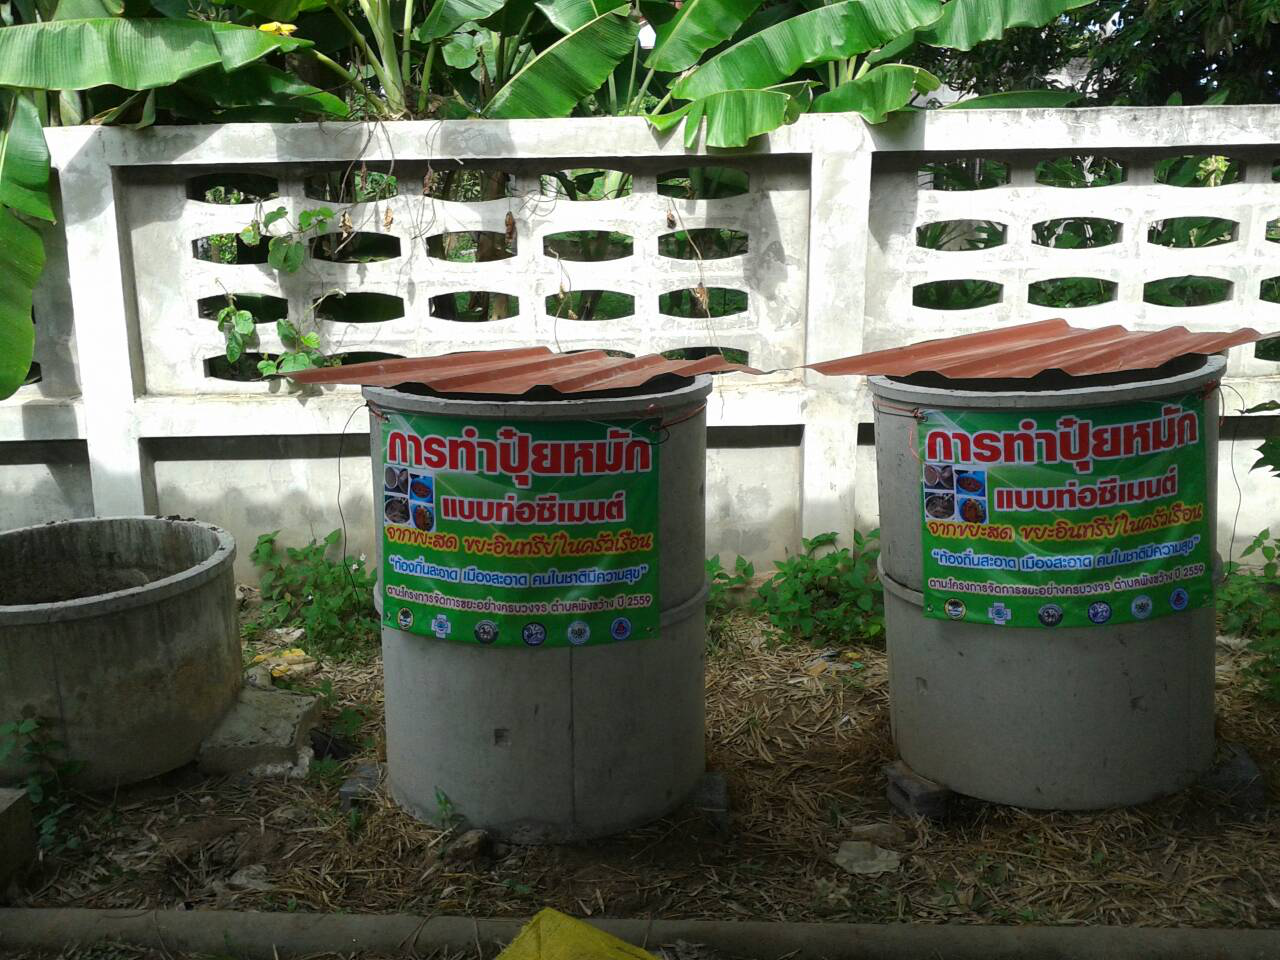 การทำปุ๋ยหมัก
แบบท่อซีเมนต์
จากขยะสด ขยะอินทรีย์ในครัวเรือน
“ท้องถิ่นสะอาด เมืองสะอาด คนในชาติมีความสุข”
ตามโครงการจัดการขยะอย่างครบวงจร ตำบลพังขว้าง ปี 2559
การทำปุ๋ยหมัก
แบบท่อซีเมนต์
จากขยะสด ขยะอินทรีย์ในครัวเรือน
“ท้องถิ่นสะอาด เมืองสะอาด คนในชาติมีความสุข”
ตามโครงการจัดการขยะอย่างครบวงจร ตำบลพังขว้าง ปี 2559